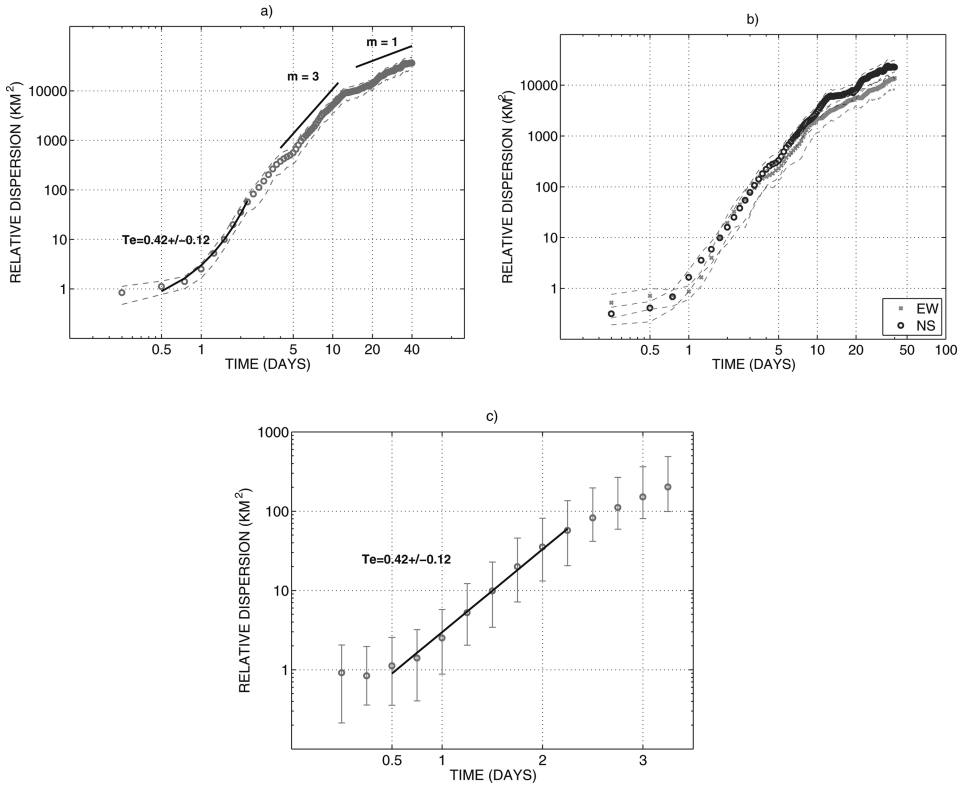 a)
RELATIVE DISPERSION (KM²)
10000
1000
100
10
1
m = 1
m = 3
Te=0.42+/−0.12
0.5
1
5
10
20
40
TIME (DAYS)
b)
RELATIVE DISPERSION (KM²)
10000
1000
100
10
1
EW
NS
0.5
1
5
10
20
50
100
TIME (DAYS)
c)
RELATIVE DISPERSION (KM²)
1000
100
10
1
Te=0.42+/−0.12
0.5
1
2
3
TIME (DAYS)